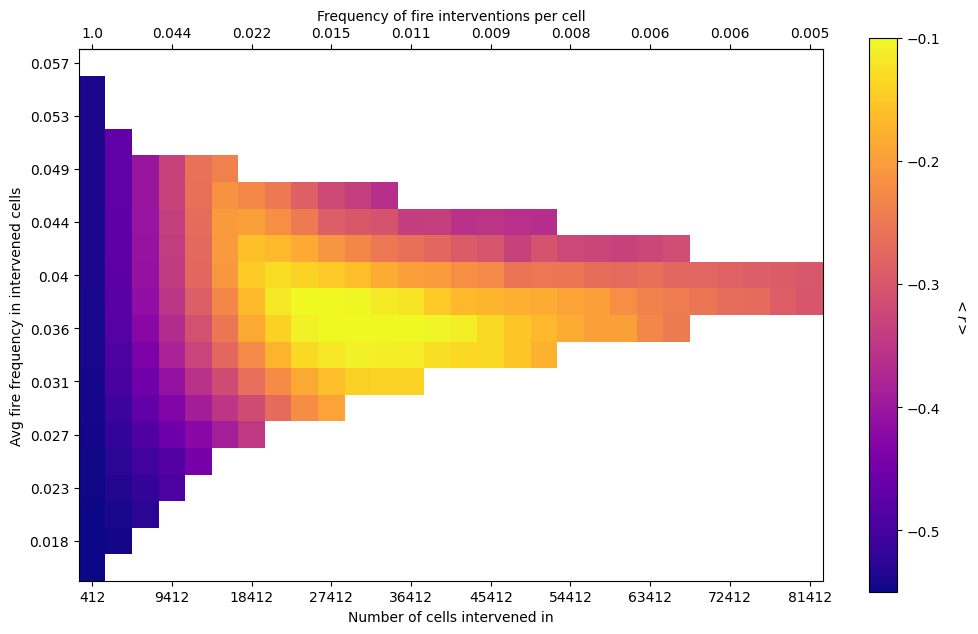 Frequency of fire interventions per cell
1.0 0.044 0.022 0.015 0.011 0.009 0.008 0.006 0.006 0.005
Avg fire frequency in intervened cells
0.057
0.053
0.049
0.044
0.04
0.036
0.031
0.027
0.023
0.018
412 9412 18412 27412 36412 45412 54412 63412 72412 81412
Number of cells intervened in
−0.1
−0.2
−0.3
−0.4
−0.5
< r >